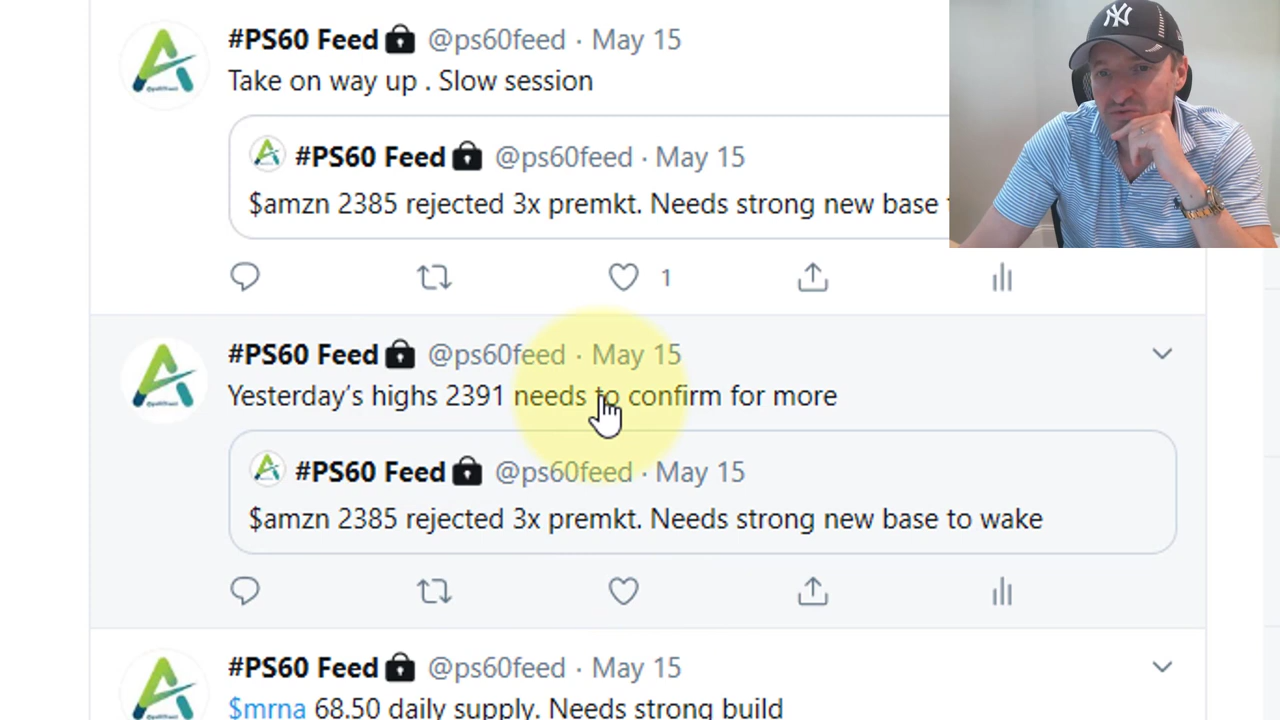 #PS60 Feed @ps60feed · May 15
Take on way up . Slow session
#PS60 Feed @ps60feed · May 15
$amzn 2385 rejected 3x premkt. Needs strong new base
1
#PS60 Feed @ps60feed · May 15
Yesterday's highs 2391 needs to confirm for more
#PS60 Feed @ps60feed · May 15
$amzn 2385 rejected 3x premkt. Needs strong new base to wake
#PS60 Feed @ps60feed · May 15
$mrna 68.50 daily supply. Needs strong build